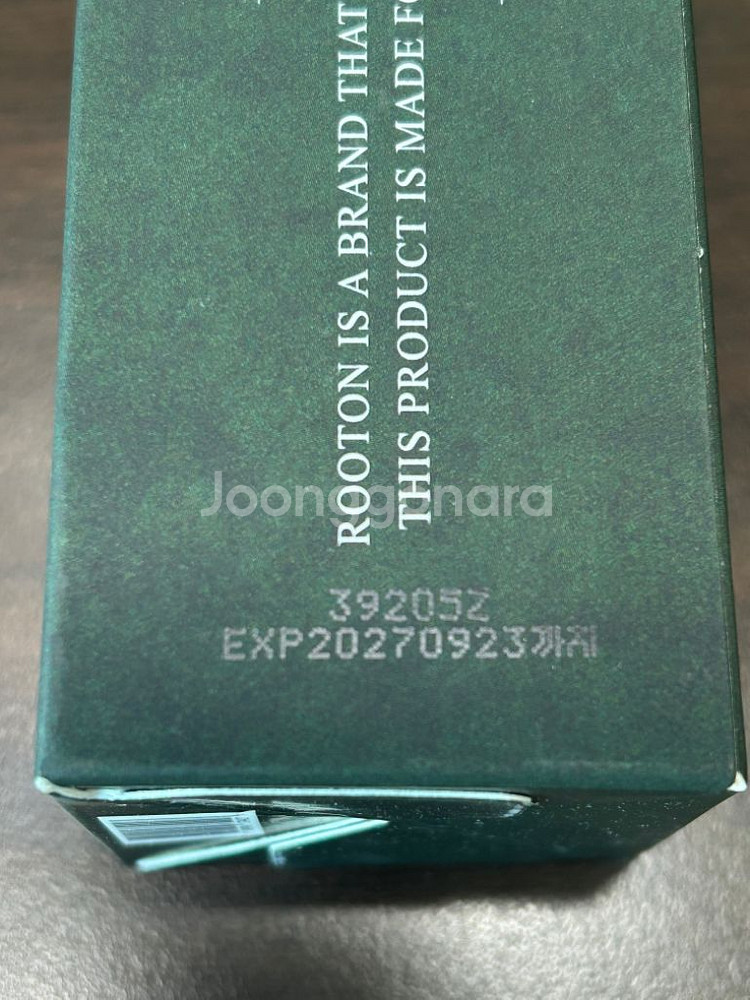 ROOTON IS A BRAND THAT
THIS PRODUCT IS MADE FO
Joonggonara
39205Z
EXP20270923까지